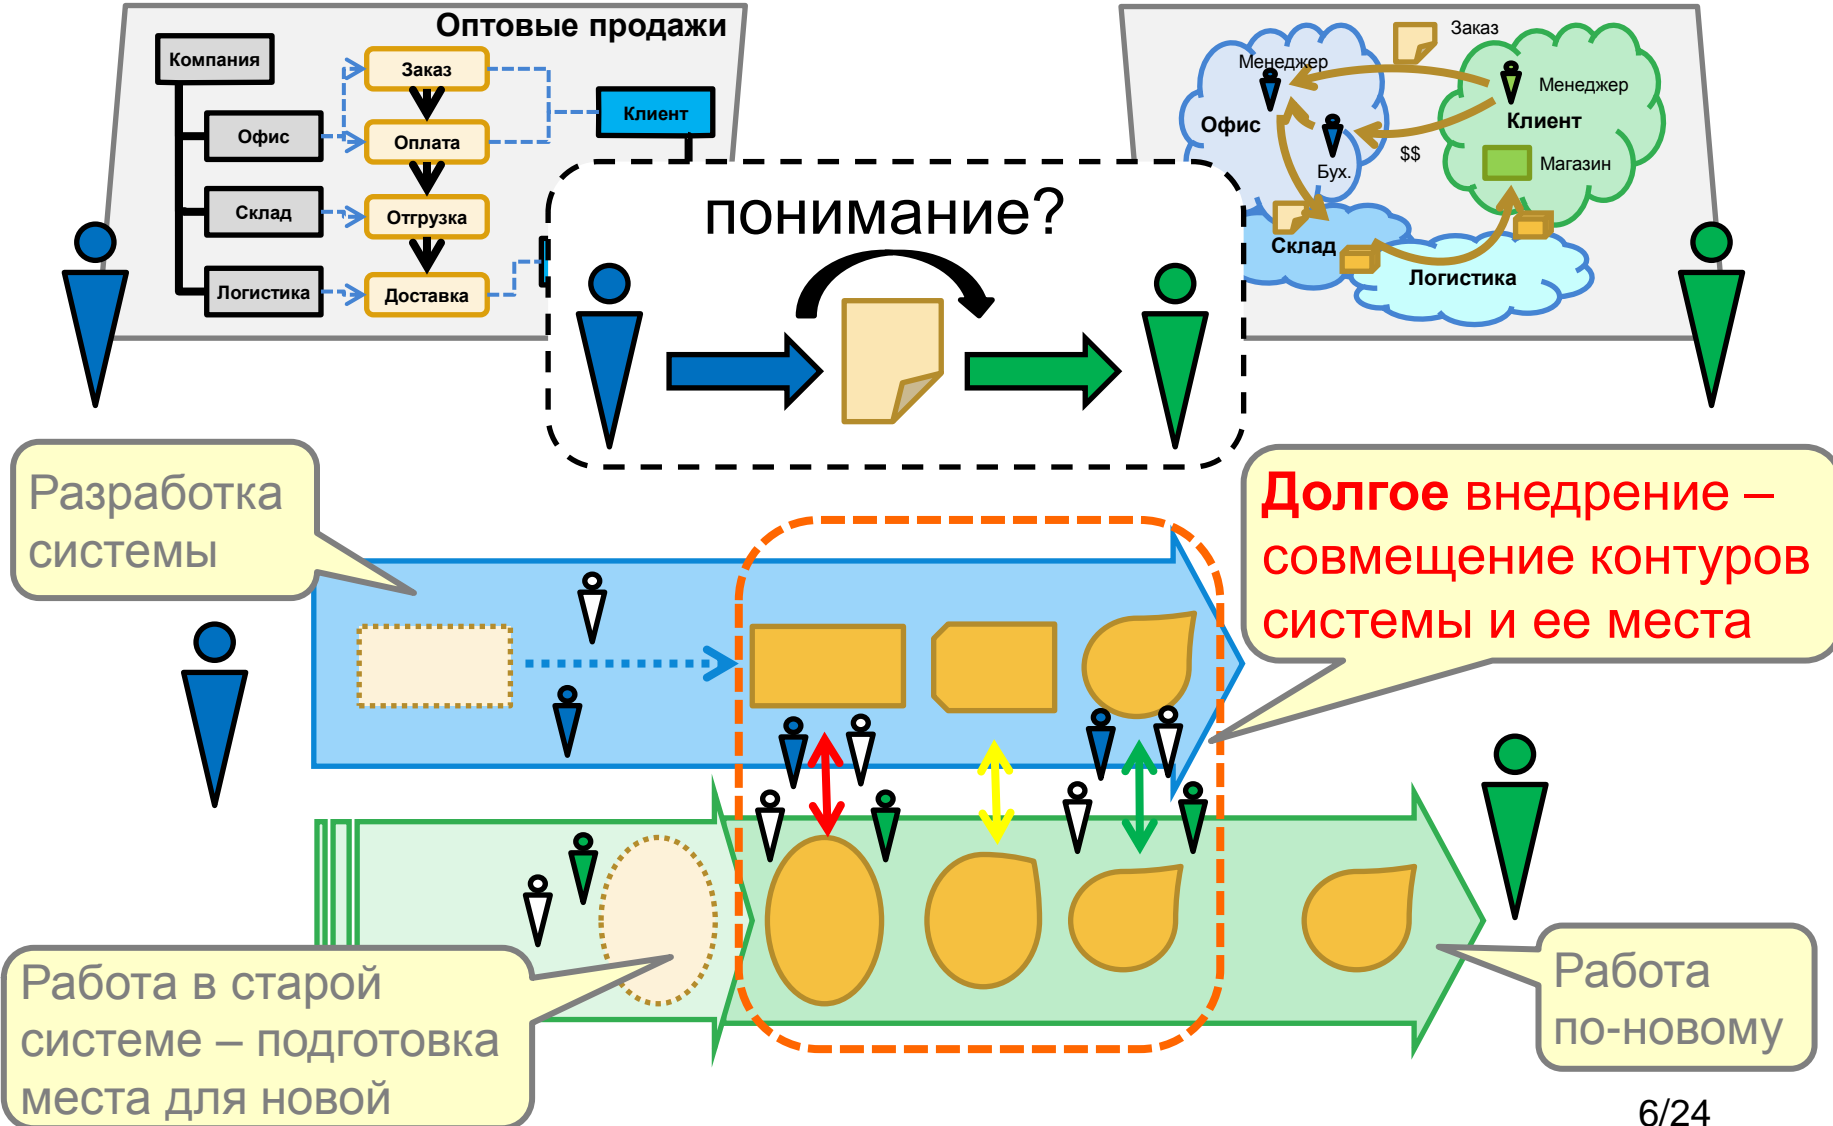 Оптовые продажи
Компания
Заказ
Офис
Оплата
Клиент
Склад
Отгрузка
Логистика
Доставка
Заказ
Менеджер
Менеджер
Офис
Клиент
$$
Бух.
Магазин
Склад
Логистика
понимание?
Разработка
системы
Долгое внедрение –
совмещение контуров
системы и ее места
Работа в старой
системе – подготовка
места для новой
Работа
по-новому
6/24